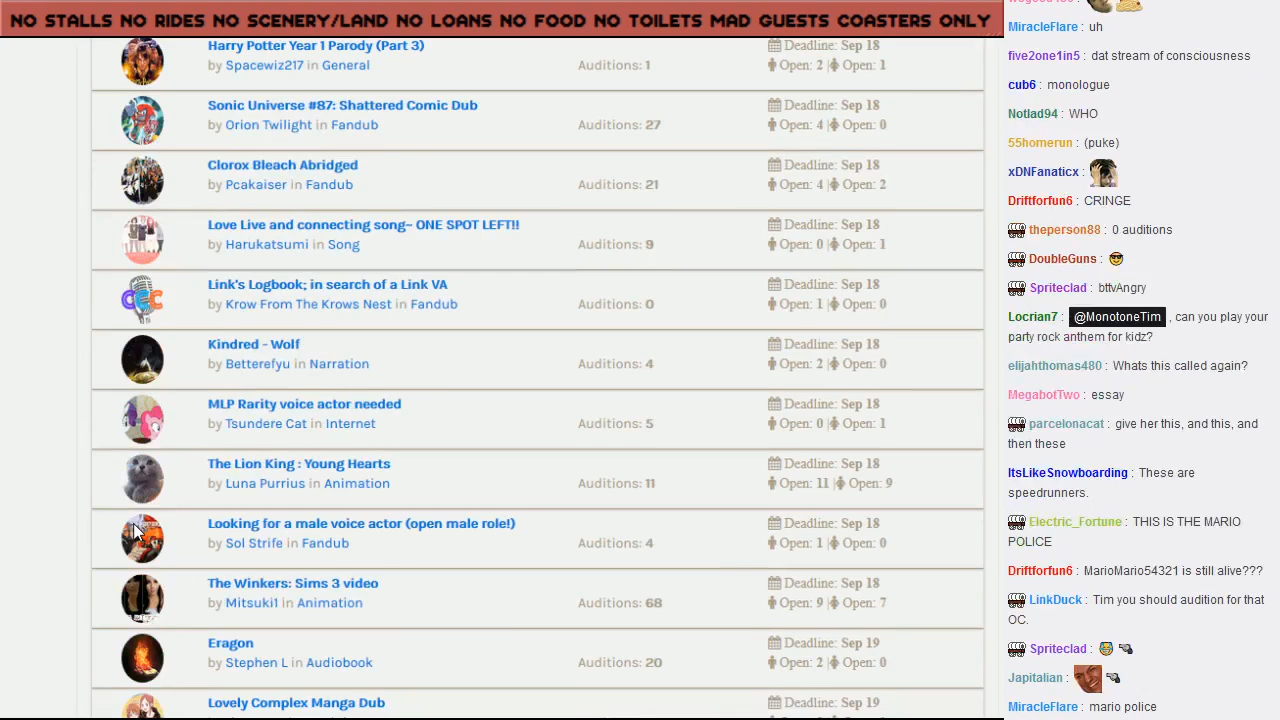 NO STALLS NO RIDES NO SCENERY/LAND NO LOANS NO FOOD NO TOILETS MAD GUESTS COASTERS ONLY
Harry Potter Year 1 Parody (Part 3)
by Spacewiz217 in General
Auditions: 1
Deadline: Sep 18
Open: 2 | Open: 1
Sonic Universe #87: Shattered Comic Dub
by Orion Twilight in Fandub
Auditions: 27
Deadline: Sep 18
Open: 4 | Open: 0
Clorox Bleach Abridged
by Pcakaiser in Fandub
Auditions: 21
Deadline: Sep 18
Open: 4 | Open: 2
Love Live and connecting song~ ONE SPOT LEFT!!
by Harukatsumi in Song
Auditions: 9
Deadline: Sep 18
Open: 0 | Open: 1
Link's Logbook; in search of a Link VA
by Krow From The Krows Nest in Fandub
Auditions: 0
Deadline: Sep 18
Open: 1 | Open: 0
Kindred - Wolf
by Betterefyu in Narration
Auditions: 4
Deadline: Sep 18
Open: 2 | Open: 0
MLP Rarity voice actor needed
by Tsundere Cat in Internet
Auditions: 5
Deadline: Sep 18
Open: 0 | Open: 1
The Lion King : Young Hearts
by Luna Purrius in Animation
Auditions: 11
Deadline: Sep 18
Open: 11 | Open: 9
Looking for a male voice actor (open male role!)
by Sol Strife in Fandub
Auditions: 4
Deadline: Sep 18
Open: 1 | Open: 0
The Winkers: Sims 3 video
by Mitsuki1 in Animation
Auditions: 68
Deadline: Sep 18
Open: 9 | Open: 7
Eragon
by Stephen L in Audiobook
Auditions: 20
Deadline: Sep 19
Open: 2 | Open: 0
Lovely Complex Manga Dub
Deadline: Sep 19
MiracleFlare : uh
five2one1in5 : dat stream of consciousness
cub6 : monologue
Notlad94 : WHO
55homerun : (puke)
xDNFanaticx :
Driftforfun6 : CRINGE
theperson88 : 0 auditions
DoubleGuns :
Spriteclad : bttvAngry
Locrian7 : @MonotoneTim , can you play your
party rock anthem for kidz?
elijahthomas480 : Whats this called again?
MegabotTwo : essay
parcelonacat : give her this, and this, and
then these
ItsLikeSnowboarding : These are
speedrunners.
Electric_Fortune : THIS IS THE MARIO
POLICE
Driftforfun6 : MarioMario54321 is still alive???
LinkDuck : Tim you should audition for that
OC.
Spriteclad :
Japitalian :
MiracleFlare : mario police